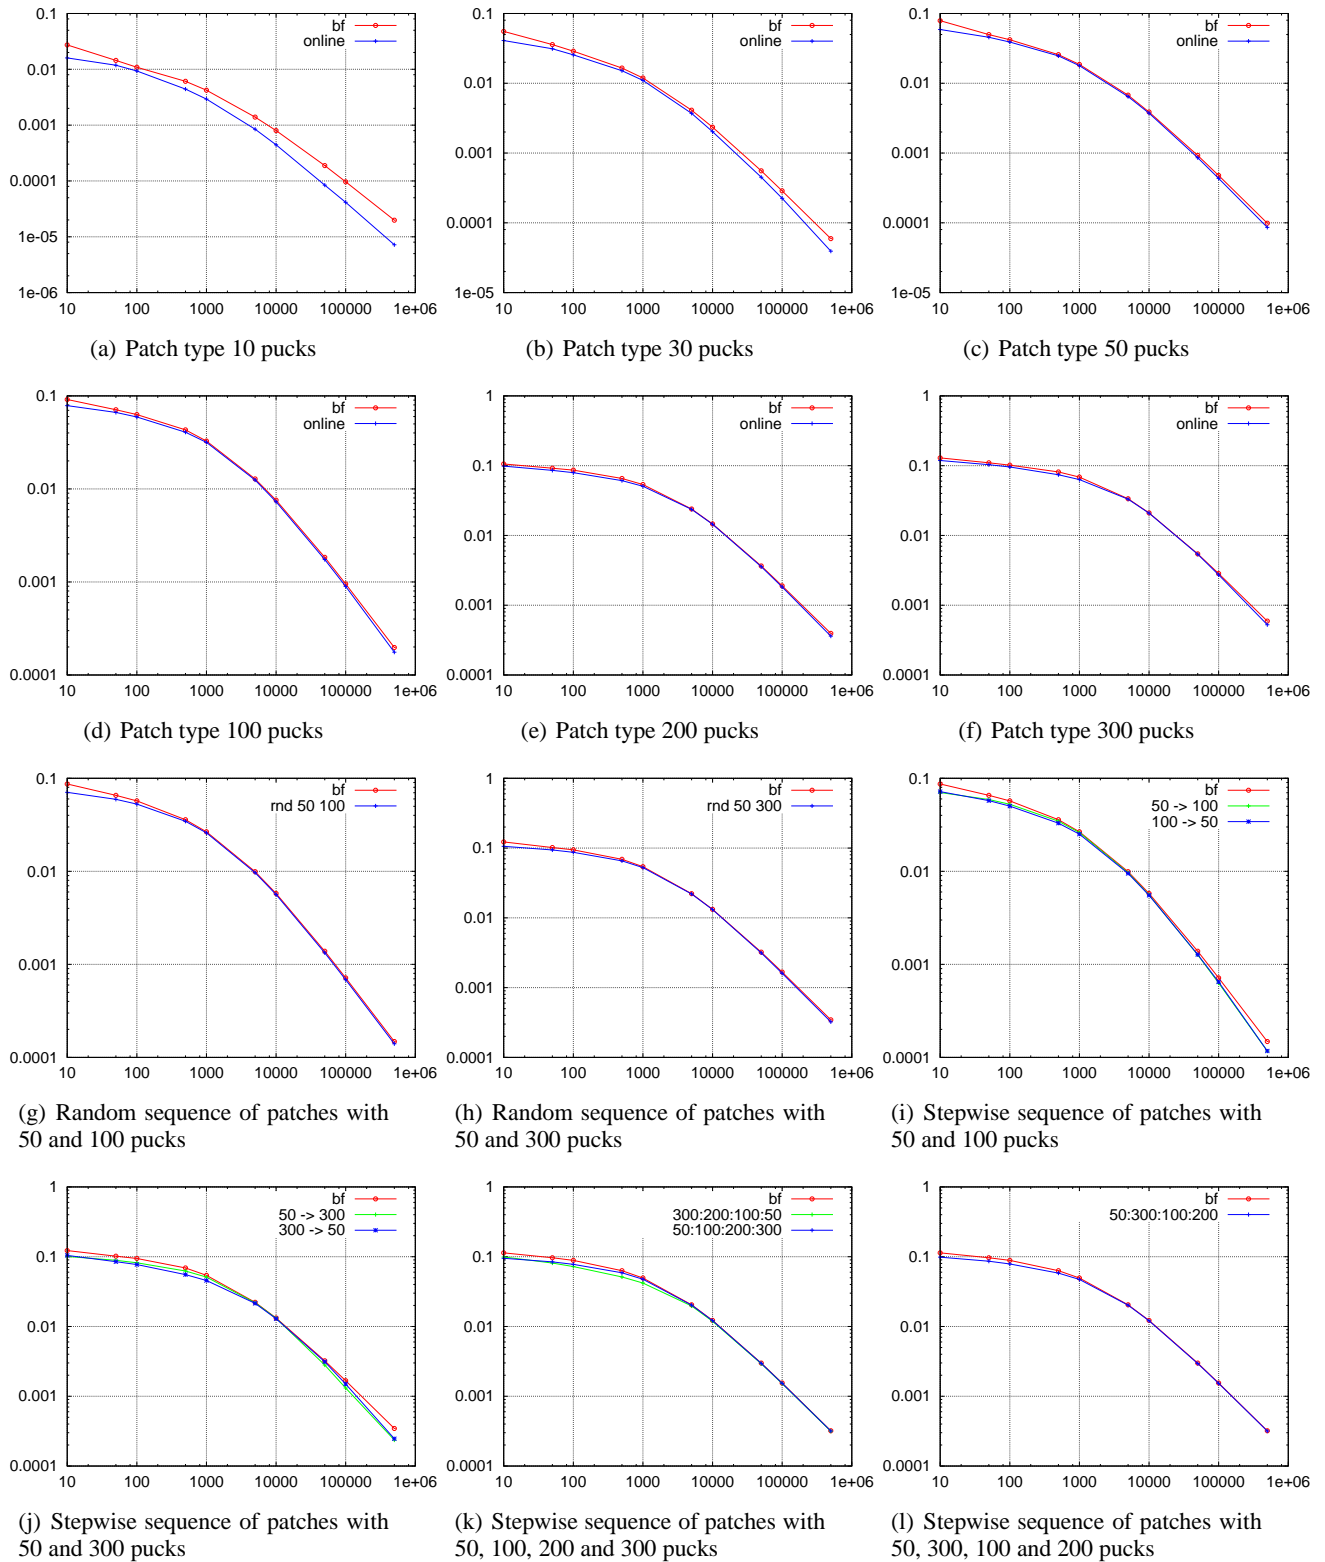 0.1
0.01
0.001
0.0001
1e-05
1e-06
10 100 1000 10000 100000 1e+06
bf
online
(a) Patch type 10 pucks
0.1
0.01
0.001
0.0001
1e-05
10 100 1000 10000 100000 1e+06
bf
online
(b) Patch type 30 pucks
0.1
0.01
0.001
0.0001
1e-05
10 100 1000 10000 100000 1e+06
bf
online
(c) Patch type 50 pucks
0.1
0.01
0.001
0.0001
10 100 1000 10000 100000 1e+06
bf
online
(d) Patch type 100 pucks
1
0.1
0.01
0.001
0.0001
10 100 1000 10000 100000 1e+06
bf
online
(e) Patch type 200 pucks
1
0.1
0.01
0.001
0.0001
10 100 1000 10000 100000 1e+06
bf
online
(f) Patch type 300 pucks
0.1
0.01
0.001
0.0001
10 100 1000 10000 100000 1e+06
bf
rnd 50 100
(g) Random sequence of patches with
50 and 100 pucks
1
0.1
0.01
0.001
0.0001
10 100 1000 10000 100000 1e+06
bf
rnd 50 300
(h) Random sequence of patches with
50 and 300 pucks
0.1
0.01
0.001
0.0001
10 100 1000 10000 100000 1e+06
bf
50 -> 100
100 -> 50
(i) Stepwise sequence of patches with
50 and 100 pucks
1
0.1
0.01
0.001
0.0001
10 100 1000 10000 100000 1e+06
bf
50 -> 300
300 -> 50
(j) Stepwise sequence of patches with
50 and 300 pucks
1
0.1
0.01
0.001
0.0001
10 100 1000 10000 100000 1e+06
bf
300:200:100:50
50:100:200:300
(k) Stepwise sequence of patches with
50, 100, 200 and 300 pucks
1
0.1
0.01
0.001
0.0001
10 100 1000 10000 100000 1e+06
bf
50:300:100:200
(l) Stepwise sequence of patches with
50, 300, 100 and 200 pucks